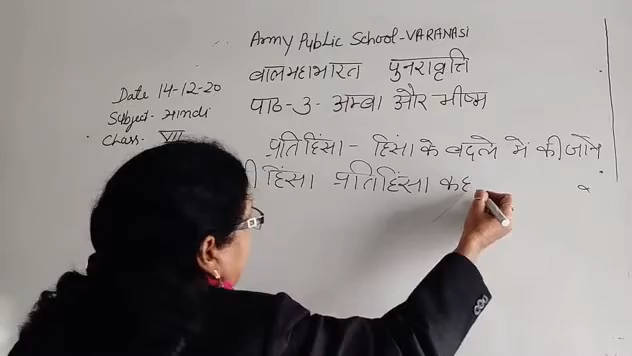 Army Public School-VARANASI
बालमहाभारत पुनरावृत्ति
Date 14-12-20
पाठ-3- अम्बा और भीष्म
Subject- Hindi
Class- VII
प्रतिहिंसा - हिंसा के बदले में की जाने
हिंसा प्रतिहिंसा कह